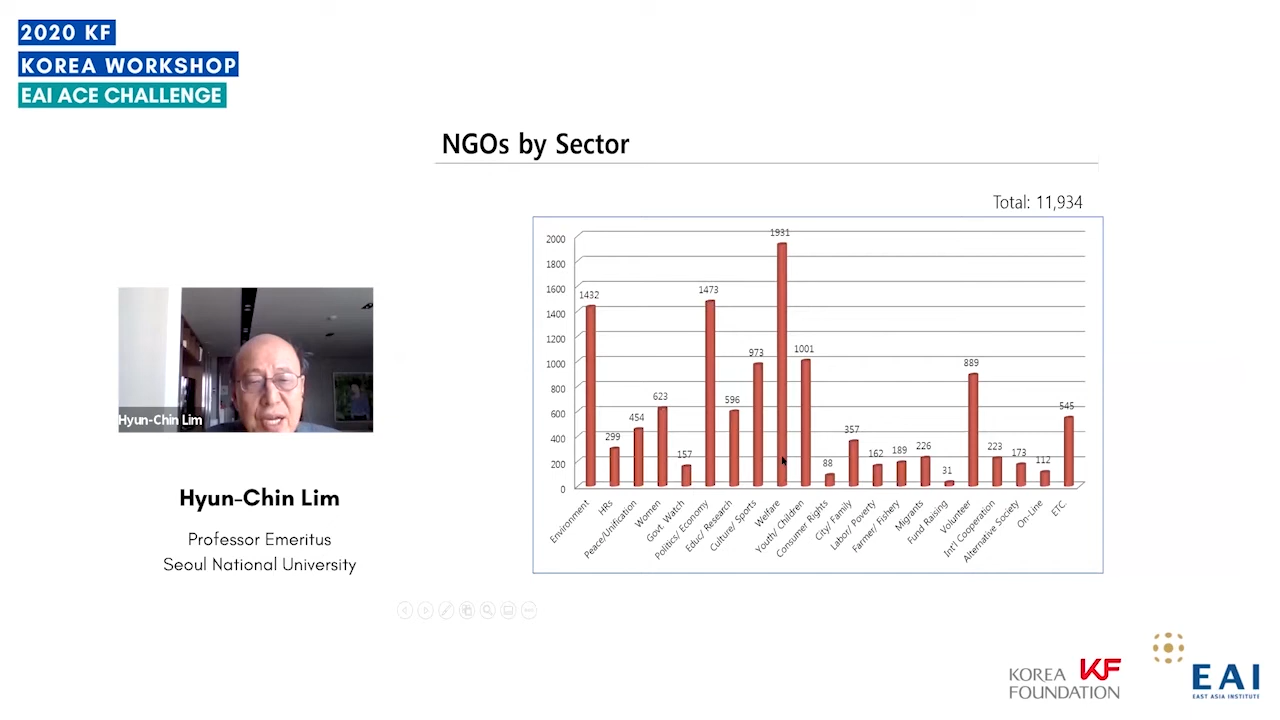 2020 KF
KOREA WORKSHOP
EAI ACE CHALLENGE
NGOs by Sector
Total: 11,934
2000
1800
1600
1400
1200
1000
800
600
400
200
0
1432
299
454
623
157
1473
596
973
1931
1001
88
357
162
189
226
31
889
223
173
112
545
Environment
HRs
Peace/Unification
Women
Govt. Watch
Politics/ Economy
Educ/ Research
Culture/ Sports
Welfare
Youth/ Children
Consumer Rights
City/ Family
Labor/ Poverty
Farmer/ Fishery
Migrants
Fund Raising
Volunteer
Int'l Cooperation
Alternative Society
On-Line
ETC.
Hyun-Chin Lim
Hyun-Chin Lim
Professor Emeritus
Seoul National University
KOREA KF
FOUNDATION
EAI
EAST ASIA INSTITUTE